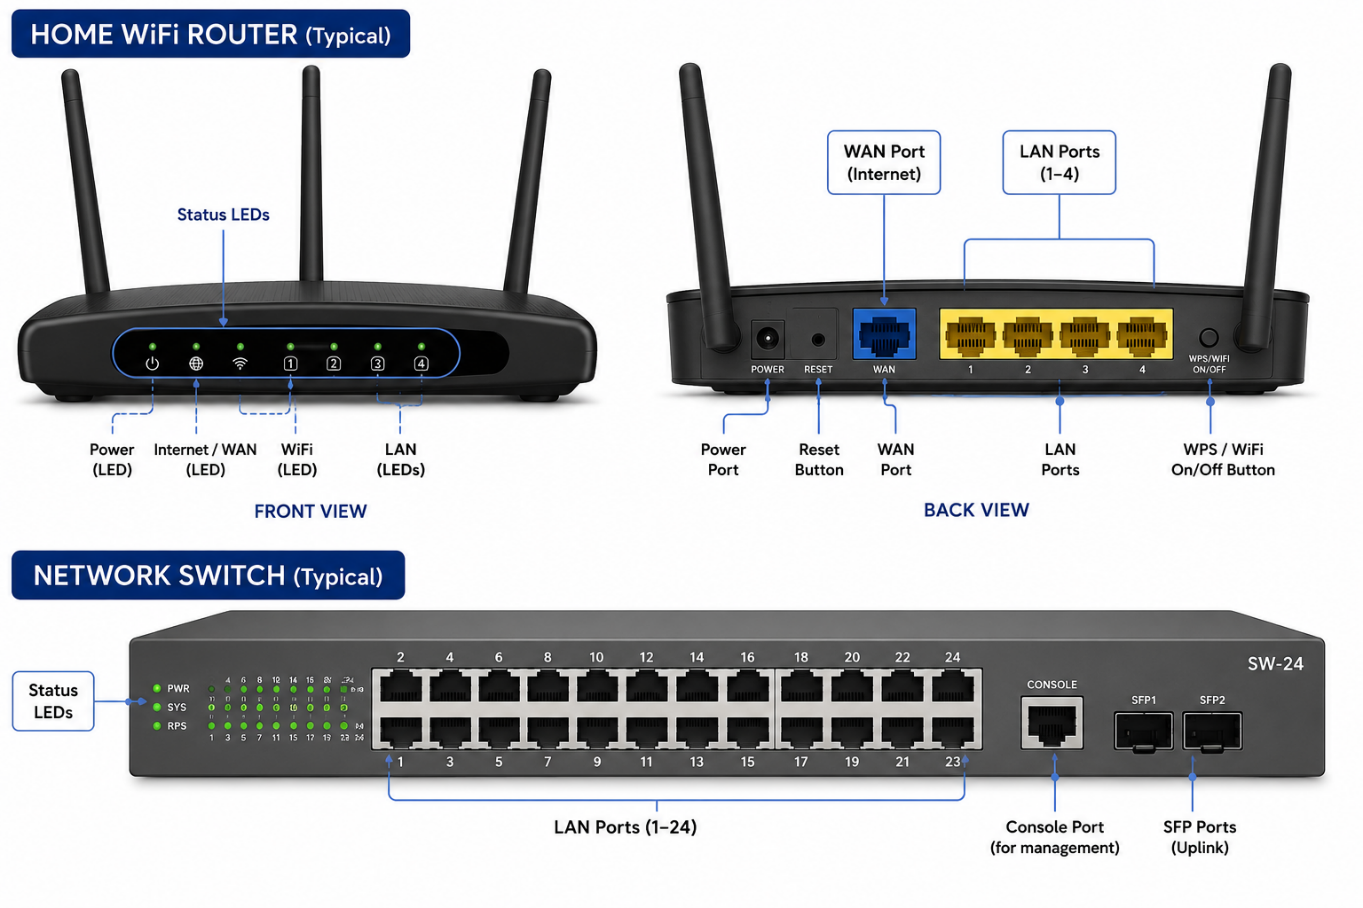 HOME WiFi ROUTER (Typical)
Status LEDs
1 2 3 4
Power
(LED)
Internet / WAN
(LED)
WiFi
(LED)
LAN
(LEDs)
FRONT VIEW
WAN Port
(Internet)
LAN Ports
(1–4)
POWER RESET WAN 1 2 3 4 WPS/WIFI
ON/OFF
Power
Port
Reset
Button
WAN
Port
LAN
Ports
WPS / WiFi
On/Off Button
BACK VIEW
NETWORK SWITCH (Typical)
Status
LEDs
PWR
SYS
RPS
2 4 6 8 10 12 14 16 18 20 22 24
1 3 5 7 9 11 13 15 17 19 21 23
CONSOLE
SFP1 SFP2
SW-24
LAN Ports (1–24)
Console Port
(for management)
SFP Ports
(Uplink)